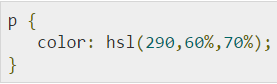 p {
   color: hsl(290,60%,70%);
}